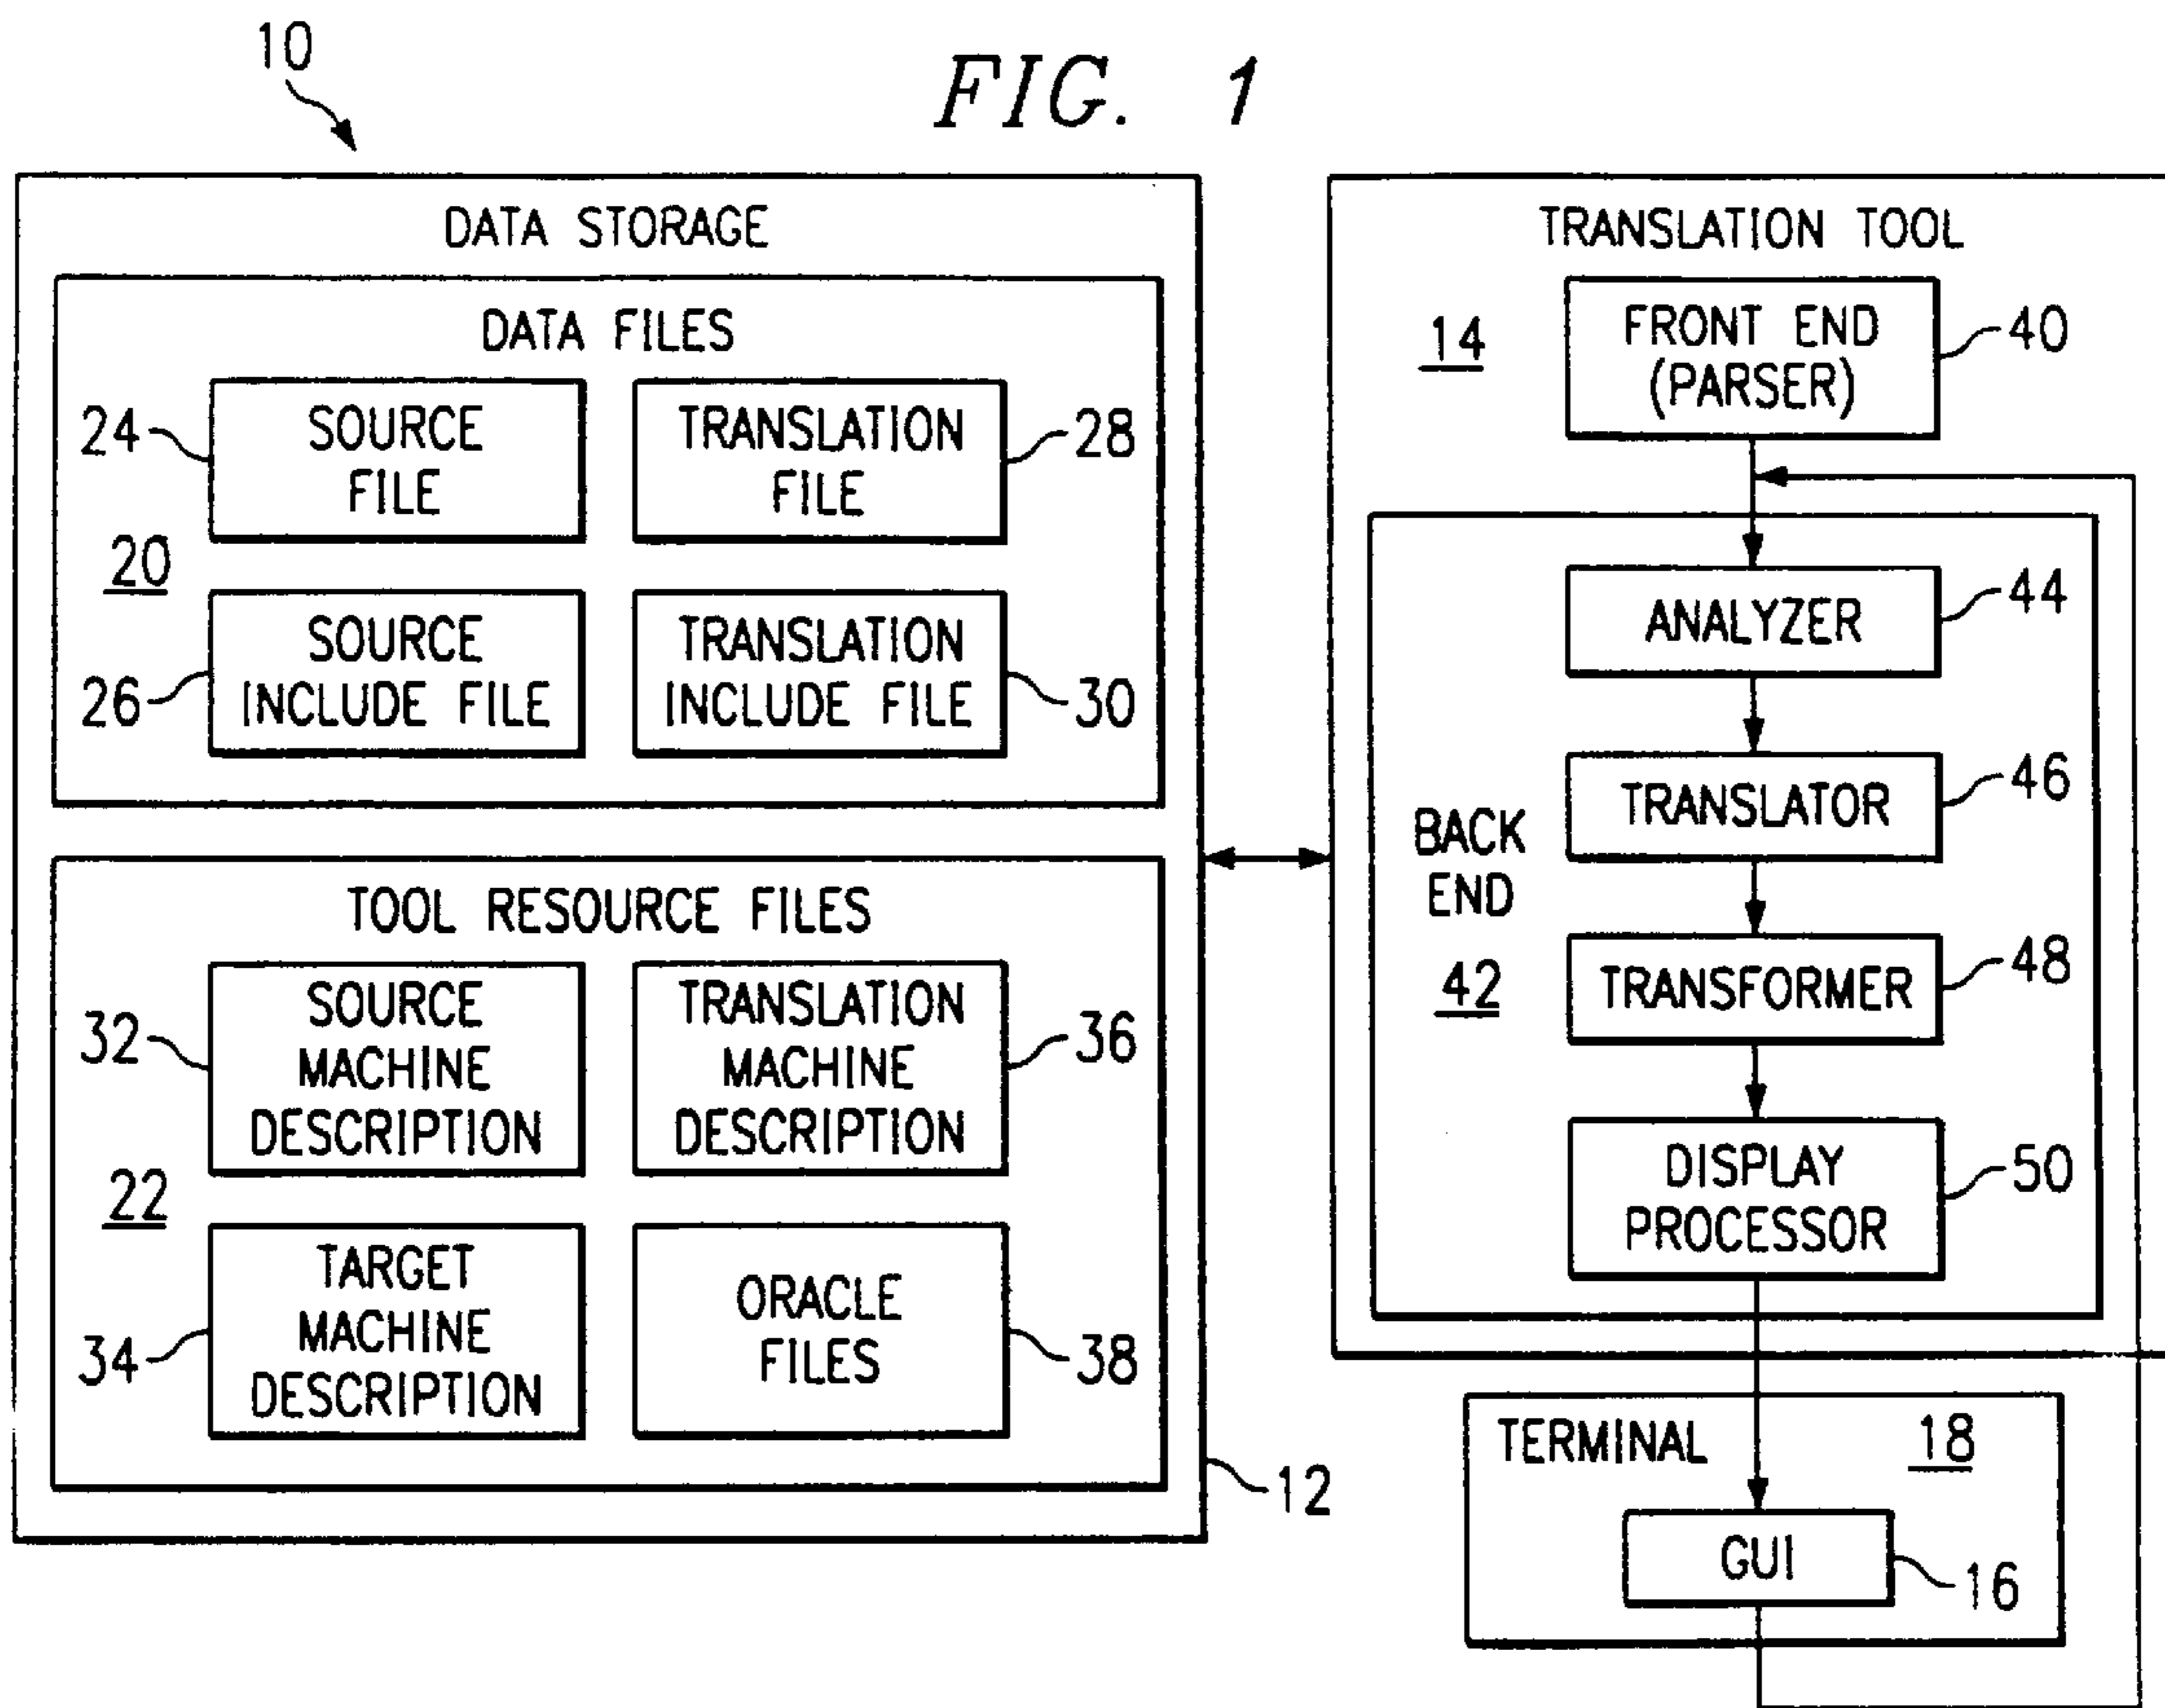 10
FIG. 1
DATA STORAGE
DATA FILES
24
SOURCE
FILE
TRANSLATION
FILE
28
20
26
SOURCE
INCLUDE FILE
TRANSLATION
INCLUDE FILE
30
TOOL RESOURCE FILES
32
SOURCE
MACHINE
DESCRIPTION
TRANSLATION
MACHINE
DESCRIPTION
36
22
34
TARGET
MACHINE
DESCRIPTION
ORACLE
FILES
38
12
TRANSLATION TOOL
14
FRONT END
(PARSER)
40
ANALYZER
44
TRANSLATOR
46
BACK
END
42
TRANSFORMER
48
DISPLAY
PROCESSOR
50
TERMINAL
18
GUI
16